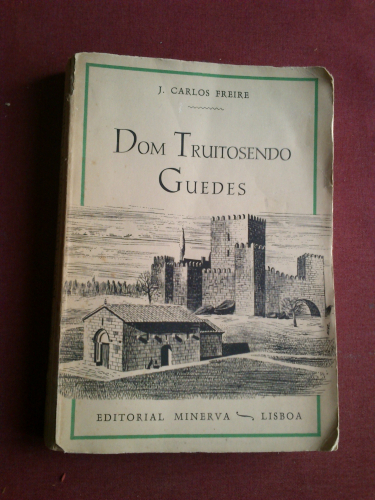 J. CARLOS FREIRE
DOM TRUITOSENDO
GUEDES
EDITORIAL MINERVA ~ LISBOA